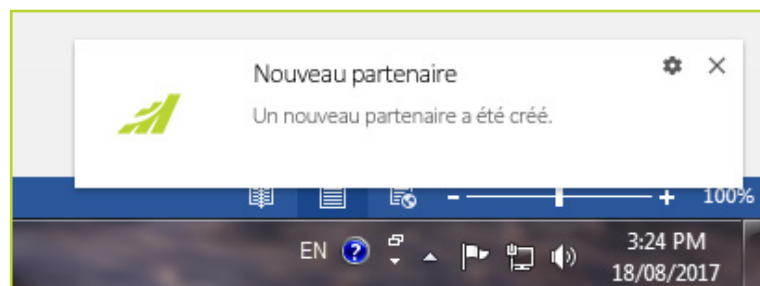 Nouveau partenaire
Un nouveau partenaire a été créé.
100%
EN
3:24 PM
18/08/2017